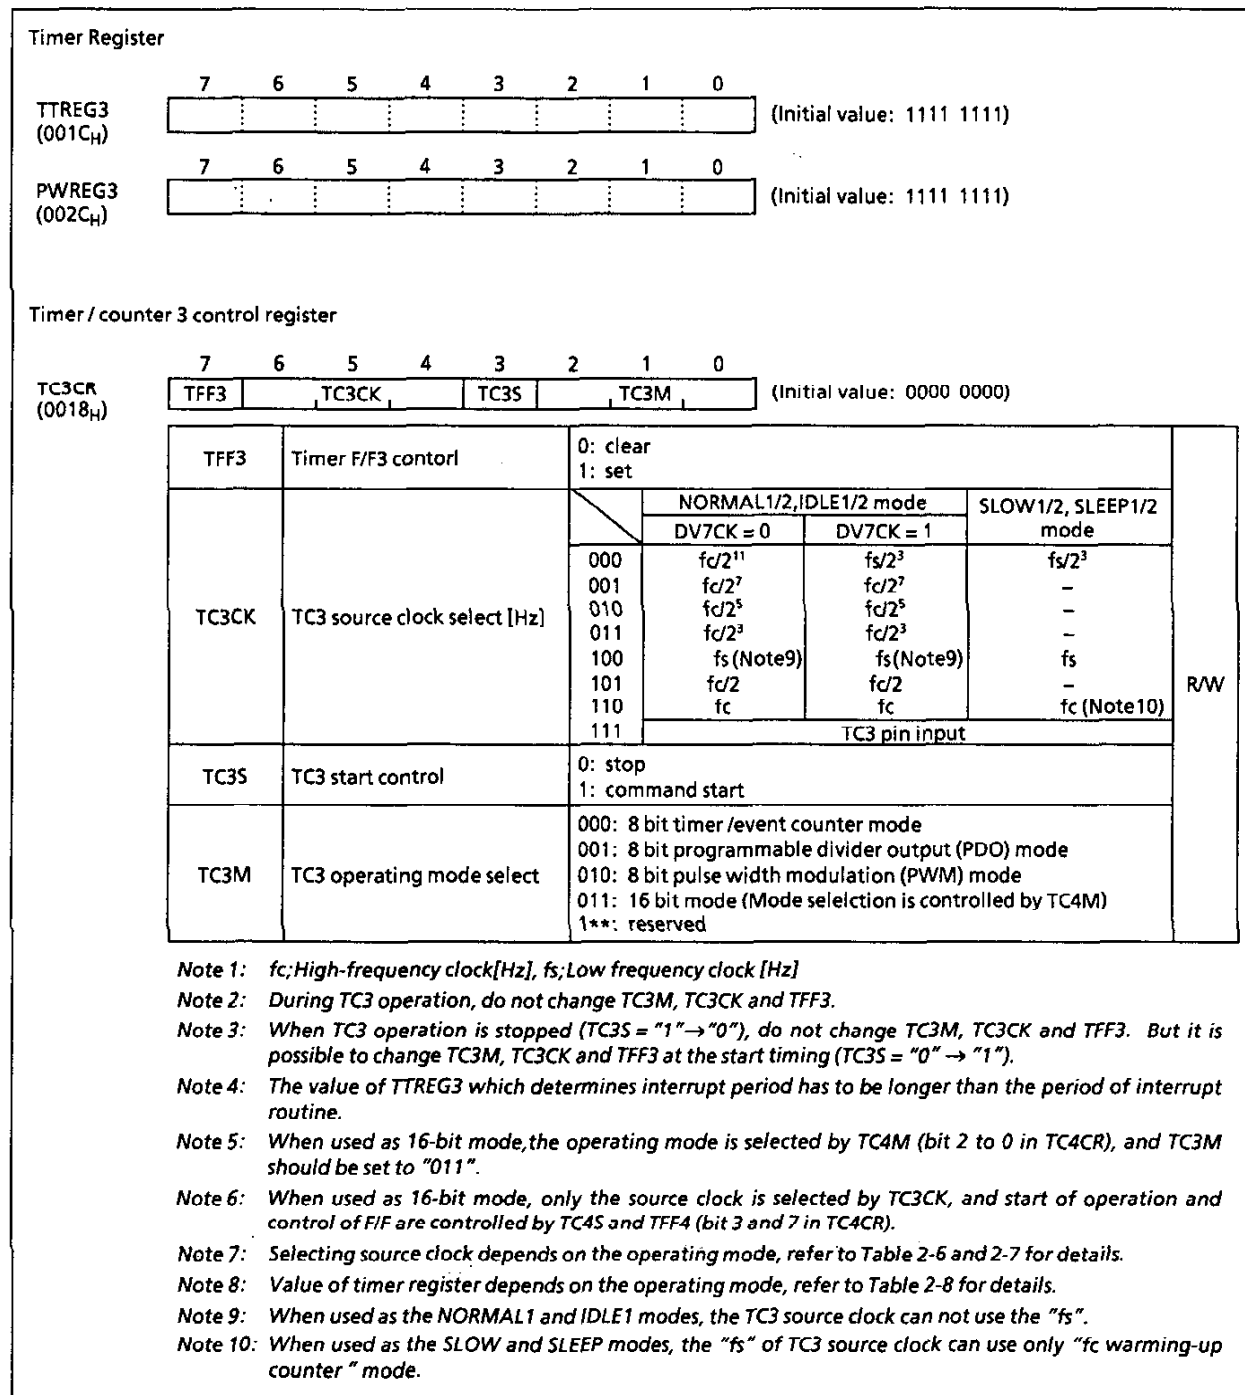 Timer Register
7 6 5 4 3 2 1 0
TTREG3
(001CH)
(Initial value: 1111 1111)
7 6 5 4 3 2 1 0
PWREG3
(002CH)
(Initial value: 1111 1111)
Timer / counter 3 control register
7 6 5 4 3 2 1 0
TC3CR
(0018H)
TFF3 TC3CK TC3S TC3M (Initial value: 0000 0000)
TFF3 Timer F/F3 contorl
0: clear
1: set
TC3CK TC3 source clock select [Hz]
NORMAL1/2,IDLE1/2 mode
SLOW1/2, SLEEP1/2
mode
DV7CK = 0 DV7CK = 1
000 fc/2¹¹ fs/2³ fs/2³
001 fc/2⁷ fc/2⁷ –
010 fc/2⁵ fc/2⁵ –
011 fc/2³ fc/2³ –
100 fs(Note9) fs(Note9) fs
101 fc/2 fc/2 –
110 fc fc fc (Note10)
111 TC3 pin input
R/W
TC3S TC3 start control
0: stop
1: command start
TC3M TC3 operating mode select
000: 8 bit timer /event counter mode
001: 8 bit programmable divider output (PDO) mode
010: 8 bit pulse width modulation (PWM) mode
011: 16 bit mode (Mode selelction is controlled by TC4M)
1**: reserved
Note 1: fc;High-frequency clock[Hz], fs;Low frequency clock [Hz]
Note 2: During TC3 operation, do not change TC3M, TC3CK and TFF3.
Note 3: When TC3 operation is stopped (TC3S = "1"→"0"), do not change TC3M, TC3CK and TFF3. But it is
possible to change TC3M, TC3CK and TFF3 at the start timing (TC3S = "0" → "1").
Note 4: The value of TTREG3 which determines interrupt period has to be longer than the period of interrupt
routine.
Note 5: When used as 16-bit mode,the operating mode is selected by TC4M (bit 2 to 0 in TC4CR), and TC3M
should be set to "011".
Note 6: When used as 16-bit mode, only the source clock is selected by TC3CK, and start of operation and
control of F/F are controlled by TC4S and TFF4 (bit 3 and 7 in TC4CR).
Note 7: Selecting source clock depends on the operating mode, refer to Table 2-6 and 2-7 for details.
Note 8: Value of timer register depends on the operating mode, refer to Table 2-8 for details.
Note 9: When used as the NORMAL1 and IDLE1 modes, the TC3 source clock can not use the "fs".
Note 10: When used as the SLOW and SLEEP modes, the "fs" of TC3 source clock can use only "fc warming-up
counter " mode.